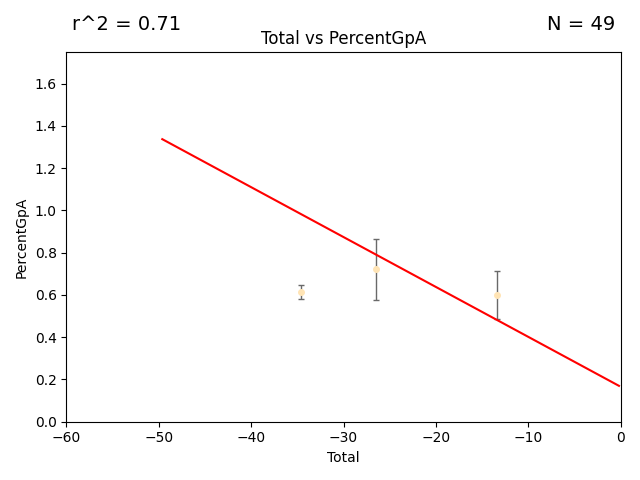 r^2 = 0.71
N = 49
Total vs PercentGpA
PercentGpA
1.6
1.4
1.2
1.0
0.8
0.6
0.4
0.2
0.0
−60 −50 −40 −30 −20 −10 0
Total